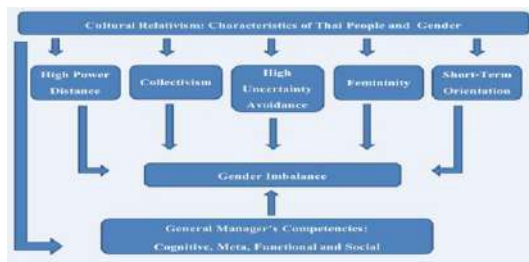 Cultural Relativism: Characteristics of Thai People and Gender
High Power
Distance
Collectivism
High
Uncertainty
Avoidance
Femininity
Short-Term
Orientation
Gender Imbalance
General Manager's Competencies:
Cognitive, Meta, Functional and Social